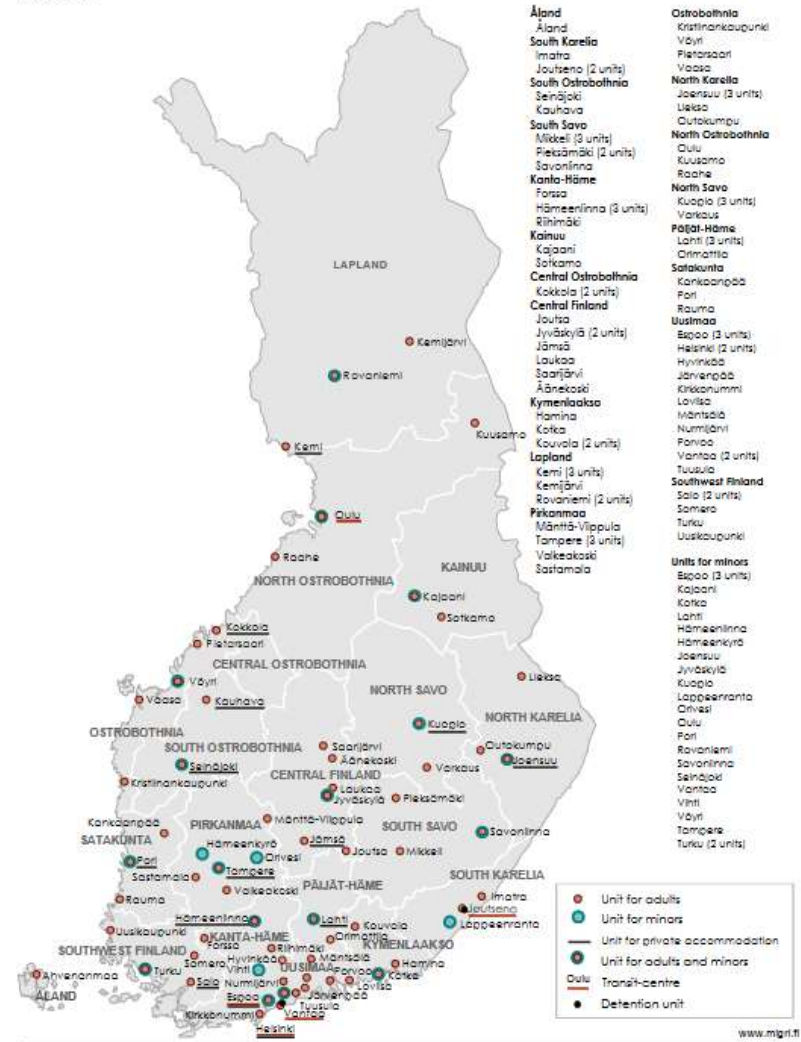 Åland
Åland
South Karelia
Imatra
Joutseno (2 units)
South Ostrobothnia
Seinäjoki
Kauhava
South Savo
Mikkeli (3 units)
Pieksämäki (2 units)
Savonlinna
Kanta-Häme
Forssa
Hämeenlinna (3 units)
Riihimäki
Kainuu
Kajaani
Sotkamo
Central Ostrobothnia
Kokkola (2 units)
Central Finland
Joutsa
Jyväskylä (2 units)
Jämsä
Laukaa
Saarijärvi
Äänekoski
Kymenlaakso
Hamina
Kotka
Kouvola (2 units)
Lapland
Kemi (3 units)
Kemijärvi
Rovaniemi (2 units)
Pirkanmaa
Mänttä-Vilppula
Tampere (3 units)
Valkeakoski
Sastamala
Ostrobothnia
Kristiinankaupunki
Vöyri
Pietarsaari
Vaasa
North Karelia
Joensuu (3 units)
Lieksa
Outokumpu
North Ostrobothnia
Oulu
Kuusamo
Raahe
North Savo
Kuopio (3 units)
Varkaus
Päijät-Häme
Lahti (3 units)
Orimattila
Satakunta
Kankaanpää
Pori
Rauma
Uusimaa
Espoo (3 units)
Helsinki (2 units)
Hyvinkää
Järvenpää
Kirkkonummi
Loviisa
Mäntsälä
Nurmijärvi
Porvoo
Vantaa (2 units)
Tuusula
Southwest Finland
Salo (2 units)
Somero
Turku
Uusikaupunki
Units for minors
Espoo (3 units)
Kajaani
Kotka
Lahti
Hämeenlinna
Hämeenkyrö
Joensuu
Jyväskylä
Kuopio
Lappeenranta
Orivesi
Oulu
Pori
Rovaniemi
Savonlinna
Seinäjoki
Vantaa
Vihti
Vöyri
Tampere
Turku (2 units)
LAPLAND
Kemijärvi
Rovaniemi
Kuusamo
Kemi
Oulu
Raahe
NORTH OSTROBOTHNIA
KAINUU
Kajaani
Sotkamo
Kokkola
Pietarsaari
CENTRAL OSTROBOTHNIA
Vöyri
Vaasa
Kauhava
NORTH SAVO
Lieksa
Kuopio
NORTH KARELIA
OSTROBOTHNIA
SOUTH OSTROBOTHNIA
Seinäjoki
Saarijärvi
Äänekoski
Varkaus
Outokumpu
Joensuu
CENTRAL FINLAND
Kristiinankaupunki
Laukaa
Jyväskylä
Pieksämäki
Kankaanpää
PIRKANMAA
Mänttä-Vilppula
SOUTH SAVO
Savonlinna
SATAKUNTA
Hämeenkyrö
Jämsä
Joutsa
Mikkeli
Pori
Orivesi
Tampere
Sastamala
SOUTH KARELIA
Valkeakoski
PÄIJÄT-HÄME
Rauma
Imatra
Joutseno
Hämeenlinna
Lahti
Kouvola
Lappeenranta
Uusikaupunki
KANTA-HÄME
Orimattila
KYMENLAAKSO
SOUTHWEST FINLAND
Forssa
Riihimäki
Somero
Hyvinkää
Mäntsälä
Hamina
Ahvenanmaa
Turku
Vihti
UUSIMAA
Porvoo
Kotka
ÅLAND
Salo
Nurmijärvi
Järvenpää
Loviisa
Espoo
Tuusula
Kirkkonummi
Vantaa
Helsinki
Unit for adults
Unit for minors
Unit for private accommodation
Unit for adults and minors
Oulu Transit-centre
Detention unit
www.migri.fi